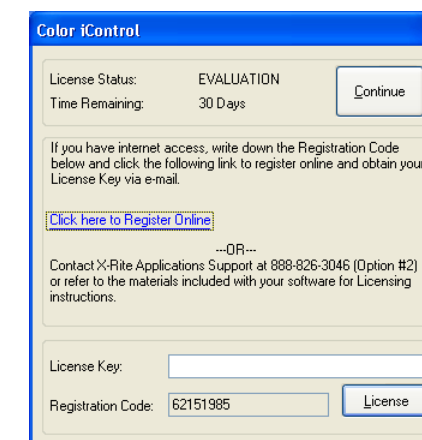 Color iControl
License Status: EVALUATION
Continue
Time Remaining: 30 Days
If you have internet access, write down the Registration Code
below and click the following link to register online and obtain you
License Key via e-mail.
Click here to Register Online
---OR---
Contact X-Rite Applications Support at 888-826-3046 (Option #2)
or refer to the materials included with your software for Licensing
instructions.
License Key:
Registration Code: 62151985
License